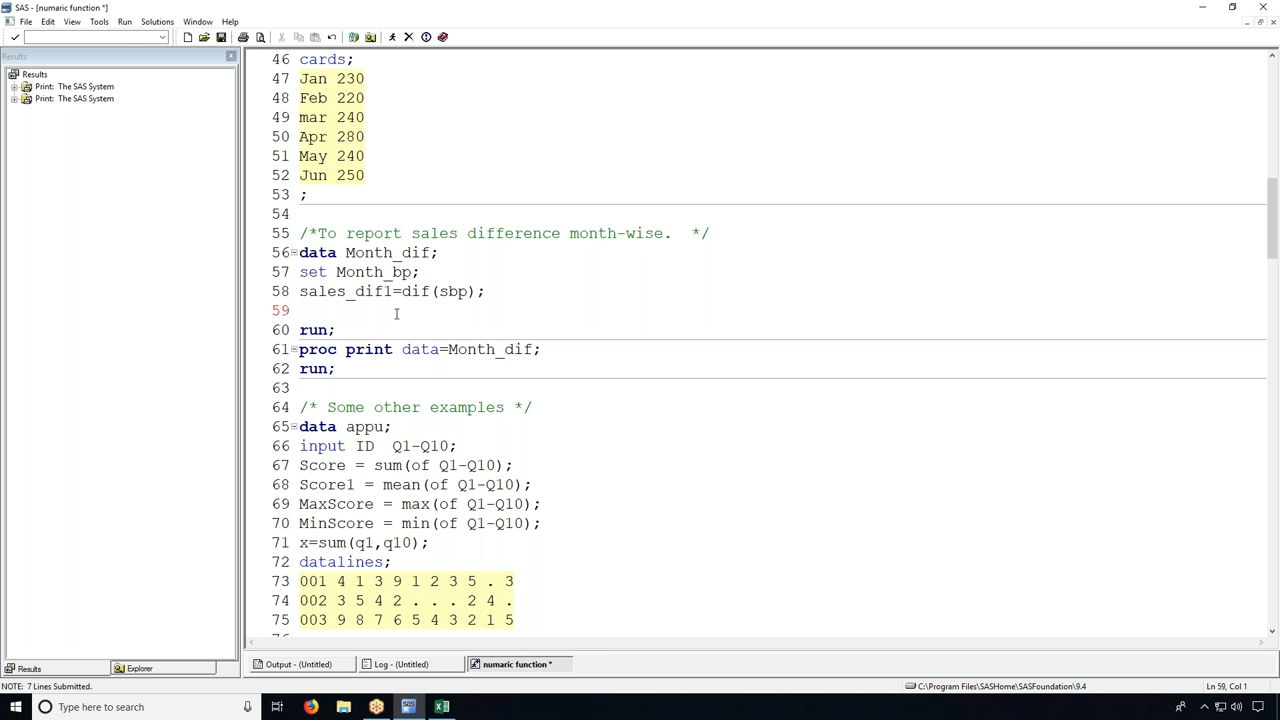 SAS - [numaric function *]
File Edit View Tools Run Solutions Window Help
Results
Results
Print: The SAS System
Print: The SAS System
46 cards;
47 Jan 230
48 Feb 220
49 mar 240
50 Apr 280
51 May 240
52 Jun 250
53 ;
54
55 /*To report sales difference month-wise. */
56 data Month_dif;
57 set Month_bp;
58 sales_dif1=dif(sbp);
59
60 run;
61 proc print data=Month_dif;
62 run;
63
64 /* Some other examples */
65 data appu;
66 input ID Q1-Q10;
67 Score = sum(of Q1-Q10);
68 Score1 = mean(of Q1-Q10);
69 MaxScore = max(of Q1-Q10);
70 MinScore = min(of Q1-Q10);
71 x=sum(q1,q10);
72 datalines;
73 001 4 1 3 9 1 2 3 5 . 3
74 002 3 5 4 2 . . . 2 4 .
75 003 9 8 7 6 5 4 3 2 1 5
Results Explorer
Output - (Untitled) Log - (Untitled) numaric function *
NOTE: 7 Lines Submitted.
C:\Program Files\SASHome\SASFoundation\9.4
Ln 59, Col 1
Type here to search
6:37 PM